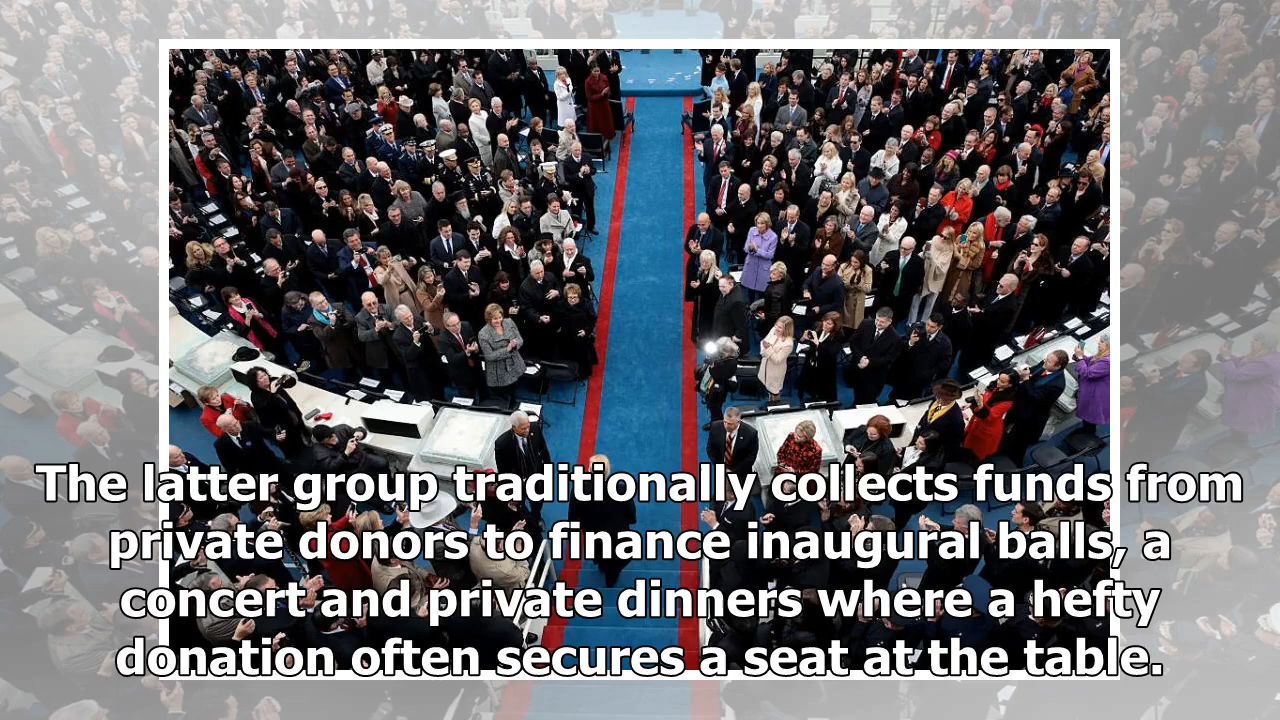 The latter group traditionally collects funds from
private donors to finance inaugural balls, a
concert and private dinners where a hefty
donation often secures a seat at the table.